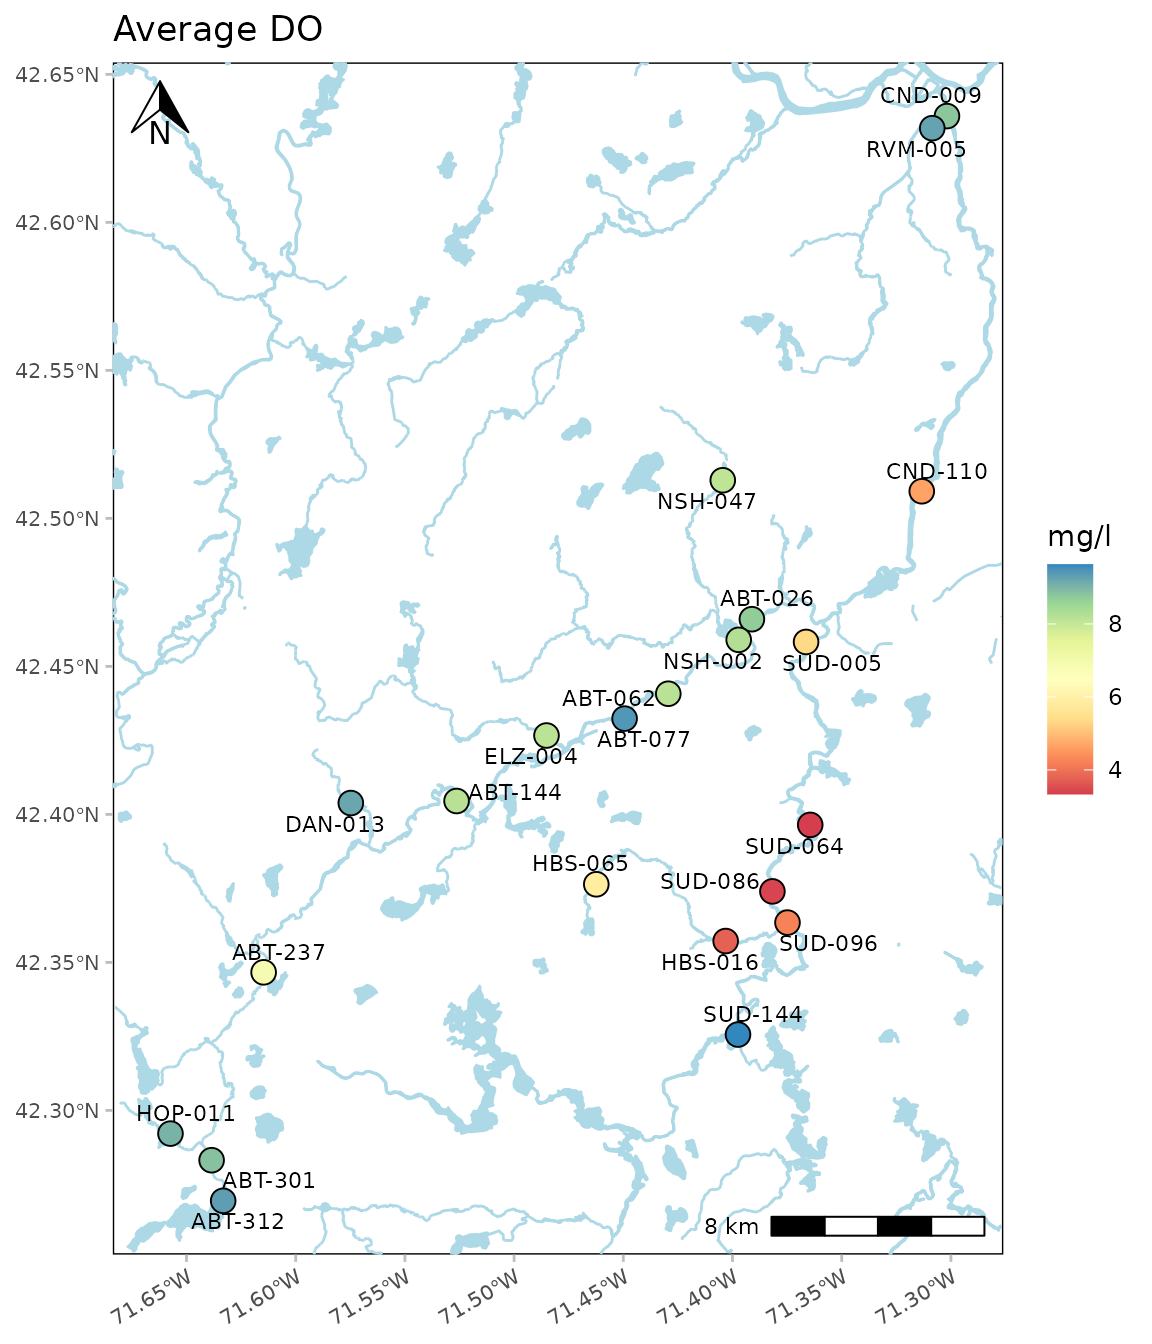 Average DO
42.65°N
42.60°N
42.55°N
42.50°N
42.45°N
42.40°N
42.35°N
42.30°N
N
CND-009
RVM-005
CND-110
NSH-047
ABT-026
NSH-002
SUD-005
ABT-062
ABT-077
ELZ-004
ABT-144
DAN-013
SUD-064
HBS-065
SUD-086
SUD-096
HBS-016
ABT-237
SUD-144
HOP-011
ABT-301
ABT-312
8 km
71.65°W
71.60°W
71.55°W
71.50°W
71.45°W
71.40°W
71.35°W
71.30°W
mg/l
8
6
4